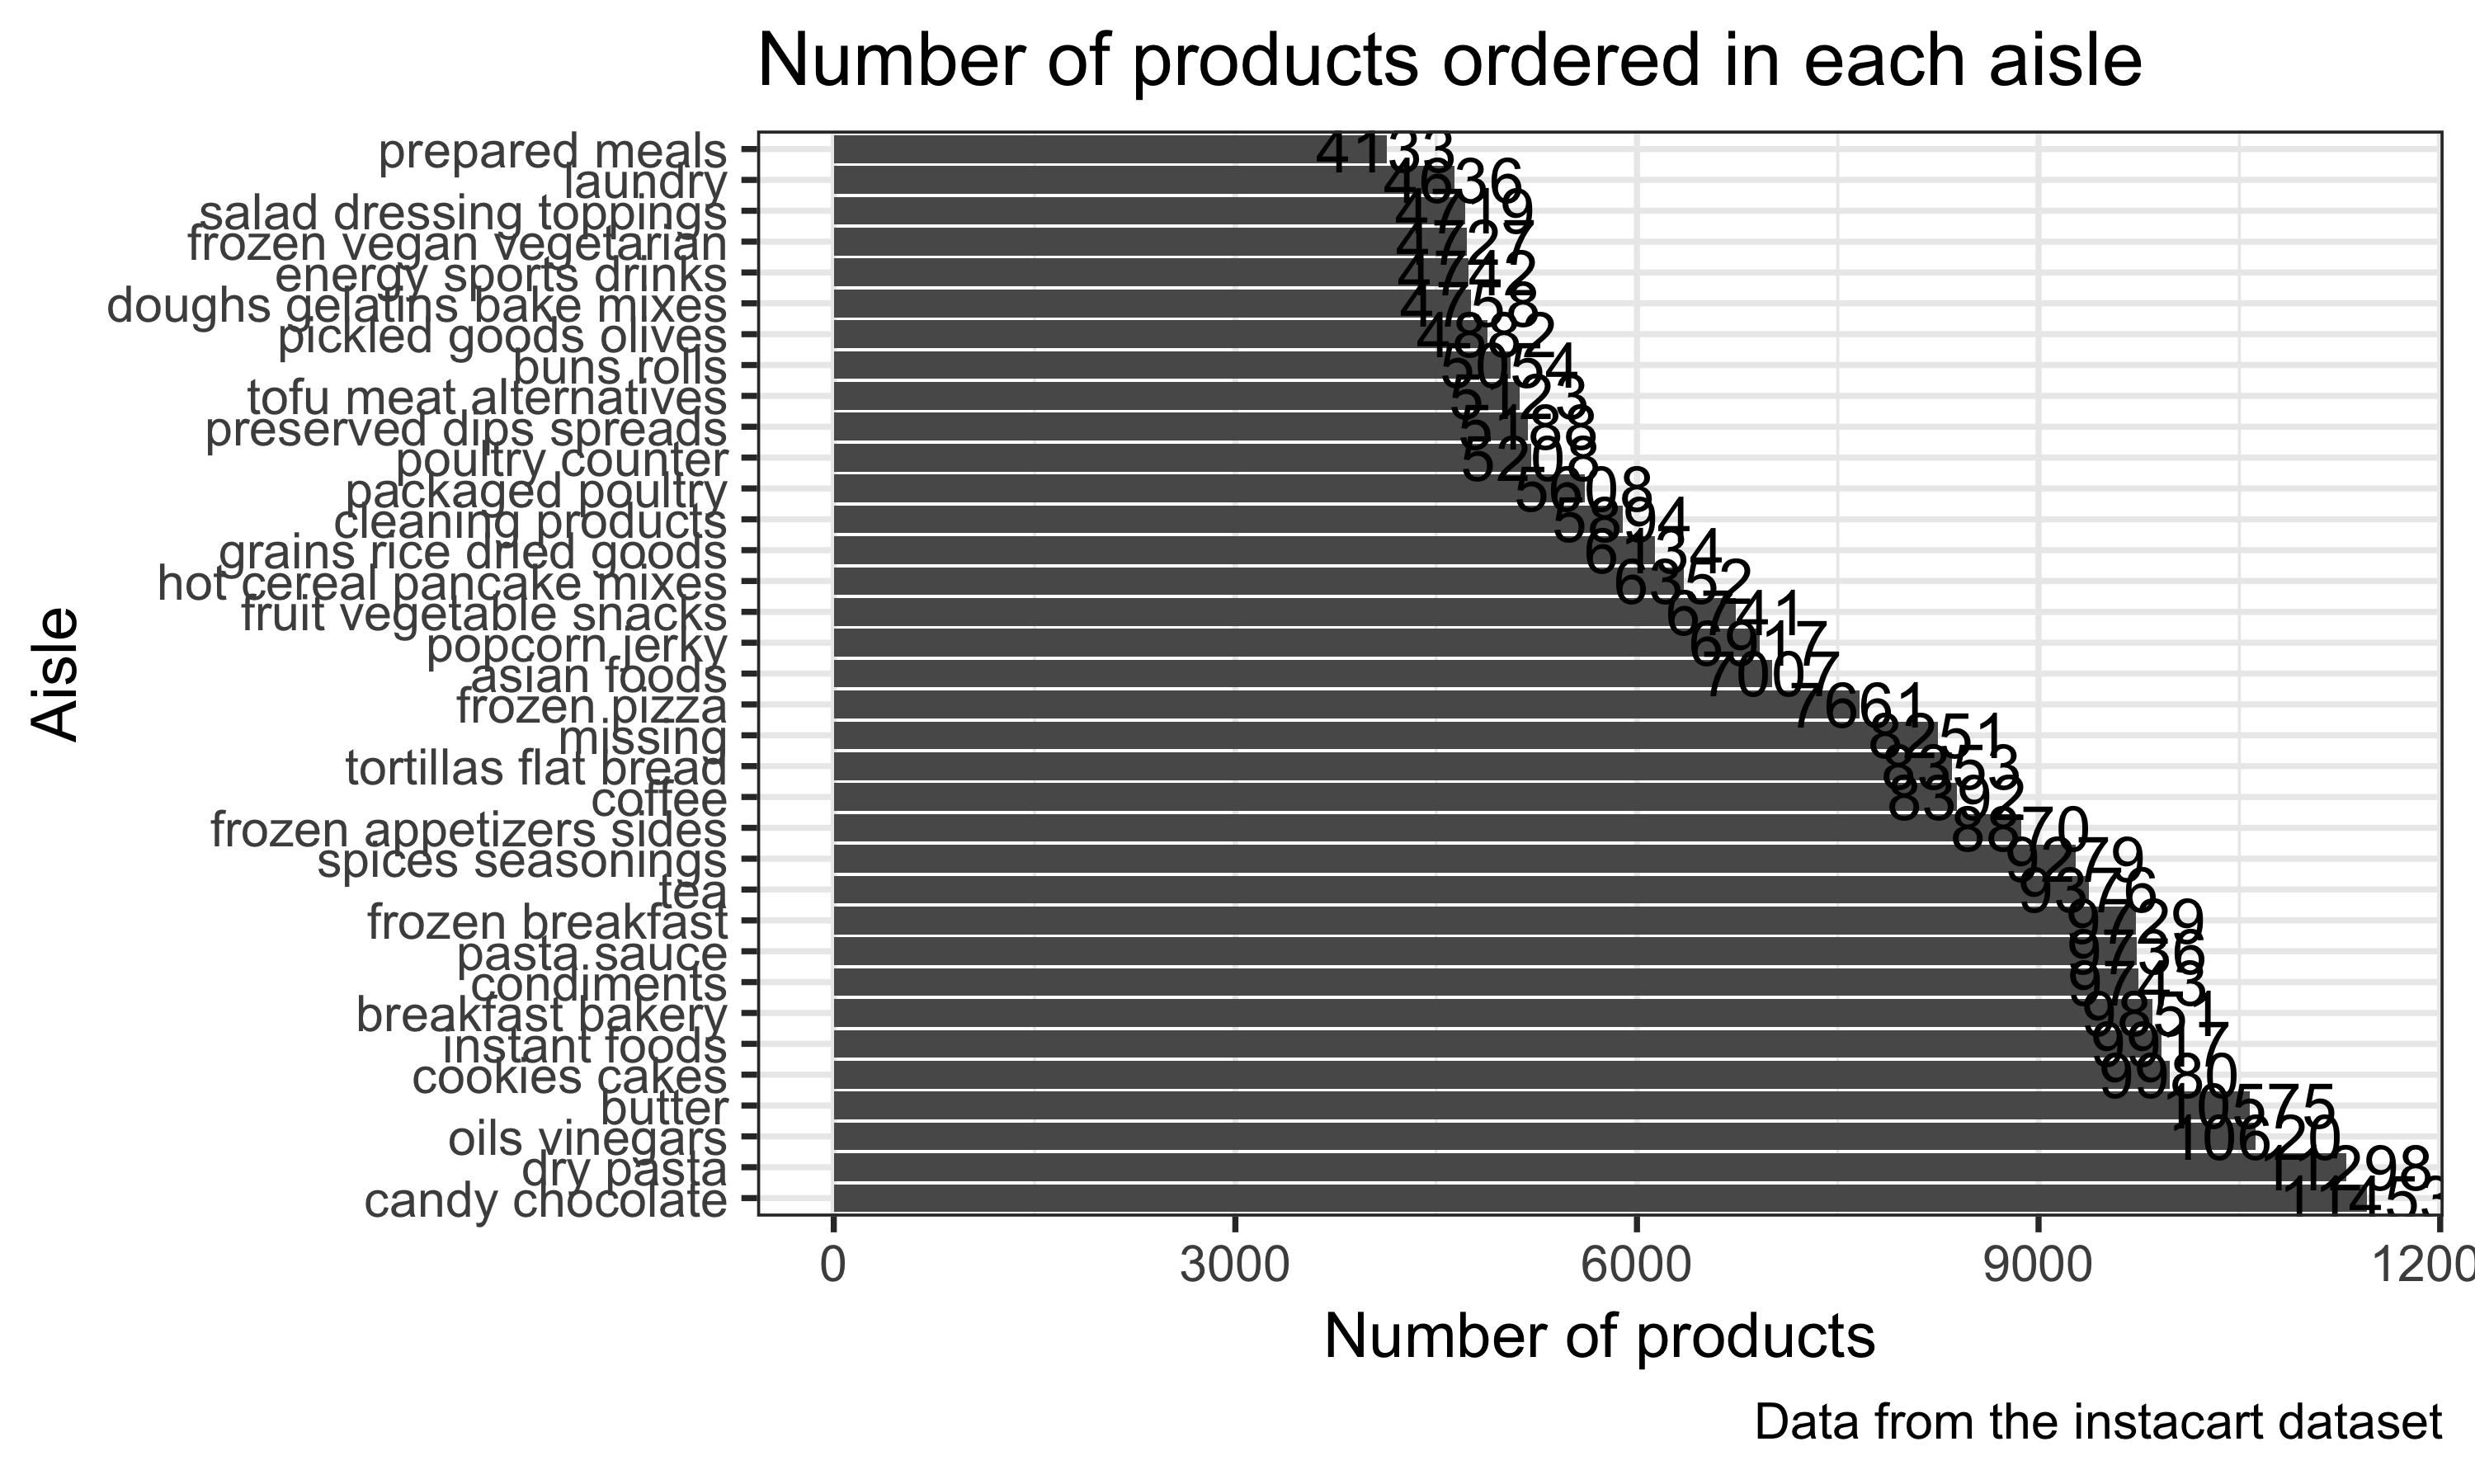 Number of products ordered in each aisle
Aisle
prepared meals 4133
laundry 4636
salad dressing toppings 4719
frozen vegan vegetarian 4727
energy sports drinks 4742
doughs gelatins bake mixes 4758
pickled goods olives 4882
buns rolls 5054
tofu meat alternatives 5123
preserved dips spreads 5188
poultry counter 5208
packaged poultry 5608
cleaning products 5894
grains rice dried goods 6134
hot cereal pancake mixes 6352
fruit vegetable snacks 6741
popcorn jerky 6917
asian foods 7007
frozen pizza 7661
missing 8251
tortillas flat bread 8353
coffee 8392
frozen appetizers sides 8870
spices seasonings 9279
tea 9376
frozen breakfast 9729
pasta sauce 9736
condiments 9743
breakfast bakery 9851
instant foods 9917
cookies cakes 9980
butter 10575
oils vinegars 10620
dry pasta 11298
candy chocolate 11453
0 3000 6000 9000 1200
Number of products
Data from the instacart dataset